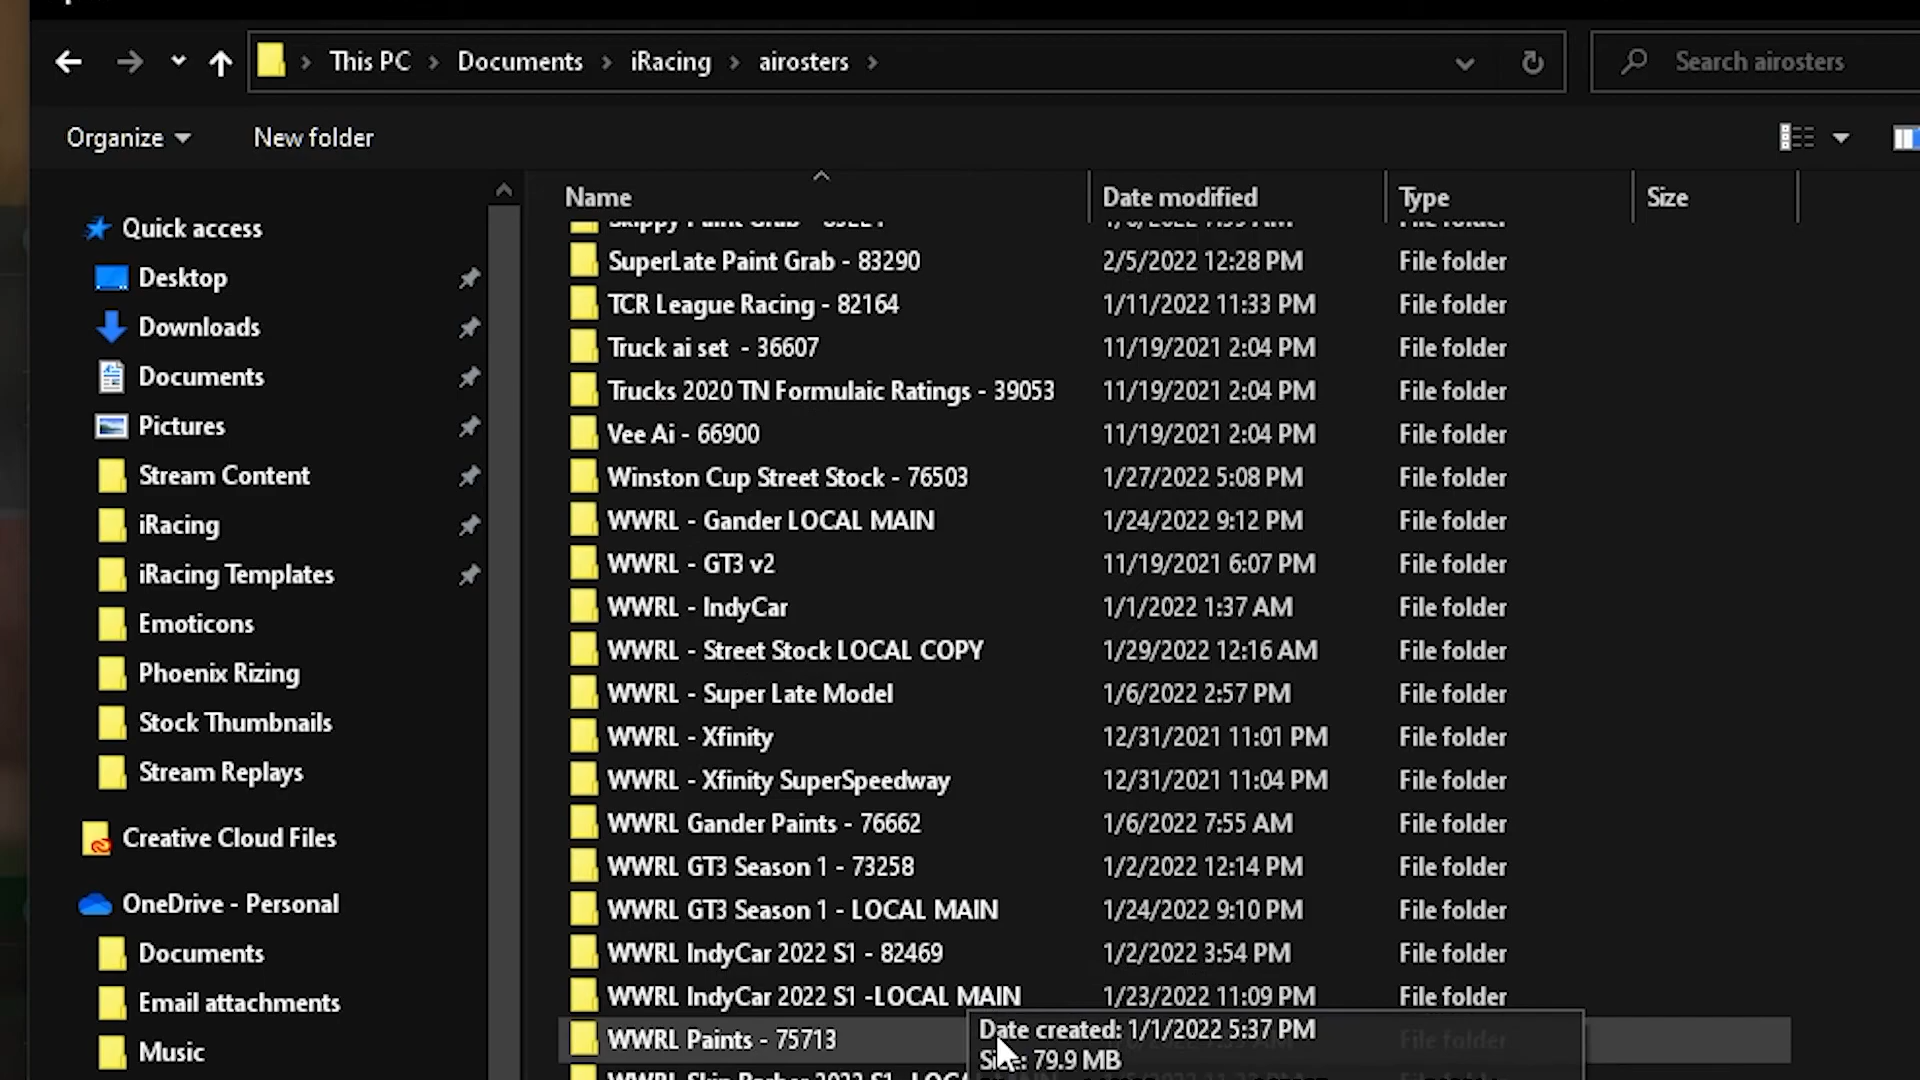 This PC > Documents > iRacing > airosters >
Search airosters
Organize
New folder
Name Date modified Type Size
Quick access
Desktop
Downloads
Documents
Pictures
Stream Content
iRacing
iRacing Templates
Emoticons
Phoenix Rizing
Stock Thumbnails
Stream Replays
Creative Cloud Files
OneDrive - Personal
Documents
Email attachments
Music
SuperLate Paint Grab - 83290 2/5/2022 12:28 PM File folder
TCR League Racing - 82164 1/11/2022 11:33 PM File folder
Truck ai set - 36607 11/19/2021 2:04 PM File folder
Trucks 2020 TN Formulaic Ratings - 39053 11/19/2021 2:04 PM File folder
Vee Ai - 66900 11/19/2021 2:04 PM File folder
Winston Cup Street Stock - 76503 1/27/2022 5:08 PM File folder
WWRL - Gander LOCAL MAIN 1/24/2022 9:12 PM File folder
WWRL - GT3 v2 11/19/2021 6:07 PM File folder
WWRL - IndyCar 1/1/2022 1:37 AM File folder
WWRL - Street Stock LOCAL COPY 1/29/2022 12:16 AM File folder
WWRL - Super Late Model 1/6/2022 2:57 PM File folder
WWRL - Xfinity 12/31/2021 11:01 PM File folder
WWRL - Xfinity SuperSpeedway 12/31/2021 11:04 PM File folder
WWRL Gander Paints - 76662 1/6/2022 7:55 AM File folder
WWRL GT3 Season 1 - 73258 1/2/2022 12:14 PM File folder
WWRL GT3 Season 1 - LOCAL MAIN 1/24/2022 9:10 PM File folder
WWRL IndyCar 2022 S1 - 82469 1/2/2022 3:54 PM File folder
WWRL IndyCar 2022 S1 -LOCAL MAIN 1/23/2022 11:09 PM File folder
WWRL Paints - 75713
Date created: 1/1/2022 5:37 PM
79.9 MB